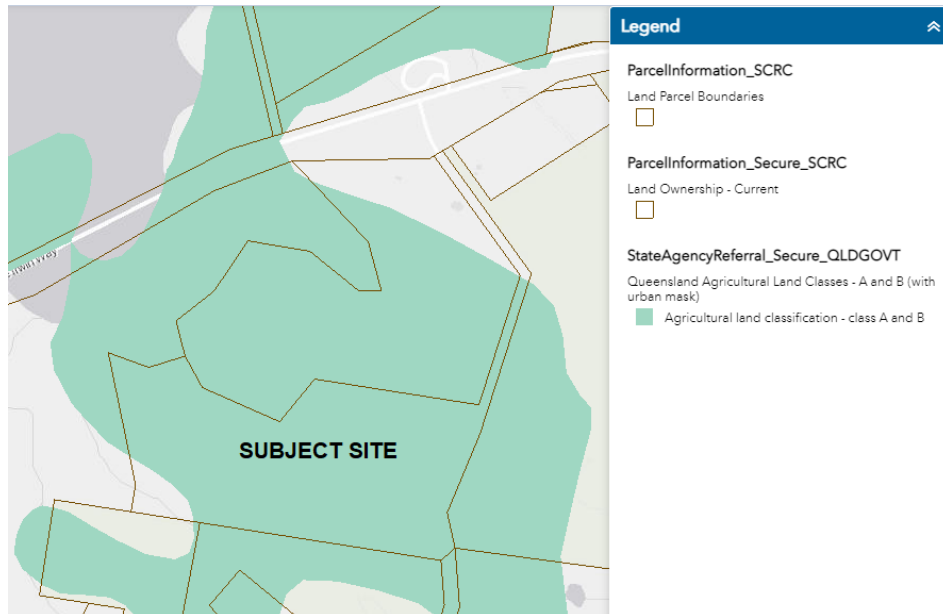 Legend
ParcelInformation_SCRC
Land Parcel Boundaries
ParcelInformation_Secure_SCRC
Land Ownership - Current
StateAgencyReferral_Secure_QLDGOVT
Queensland Agricultural Land Classes - A and B (with
urban mask)
Agricultural land classification - class A and B
Way
SUBJECT SITE